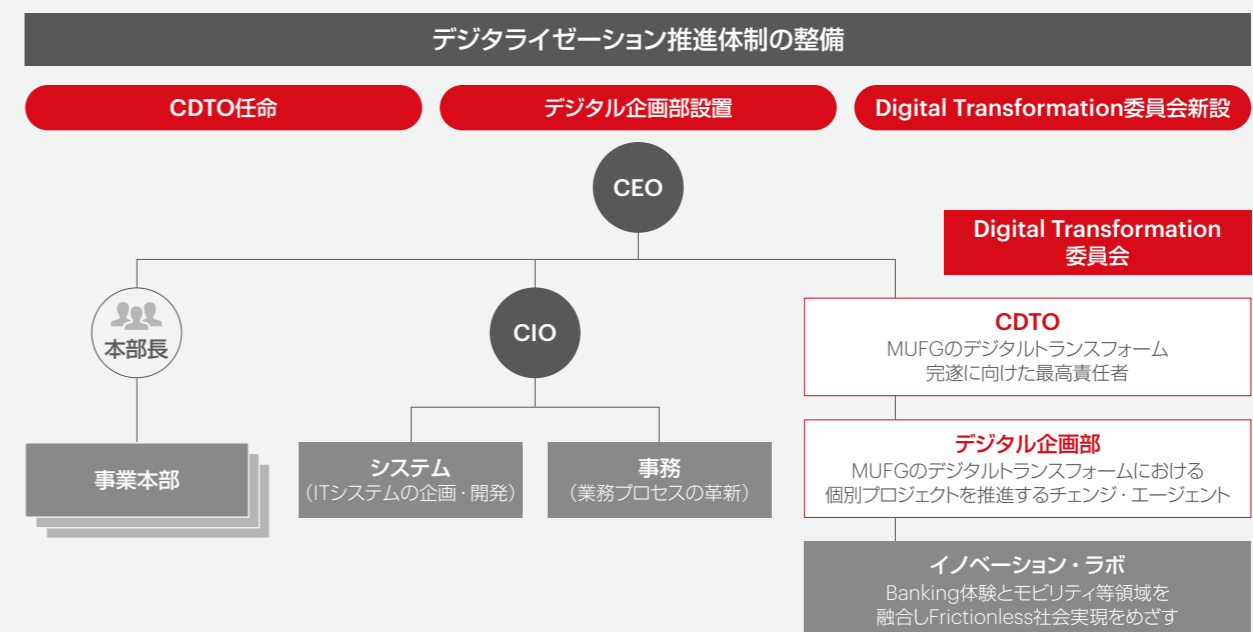 デジタライゼーション推進体制の整備
CDTO任命
デジタル企画部設置
Digital Transformation委員会新設
CEO
Digital Transformation
委員会
本部長
CIO
CDTO
MUFGのデジタルトランスフォーム
完遂に向けた最高責任者
事業本部
システム
(ITシステムの企画・開発)
事務
(業務プロセスの革新)
デジタル企画部
MUFGのデジタルトランスフォームにおける
個別プロジェクトを推進するチェンジ・エージェント
イノベーション・ラボ
Banking体験とモビリティ等領域を
融合しFrictionless社会実現をめざす